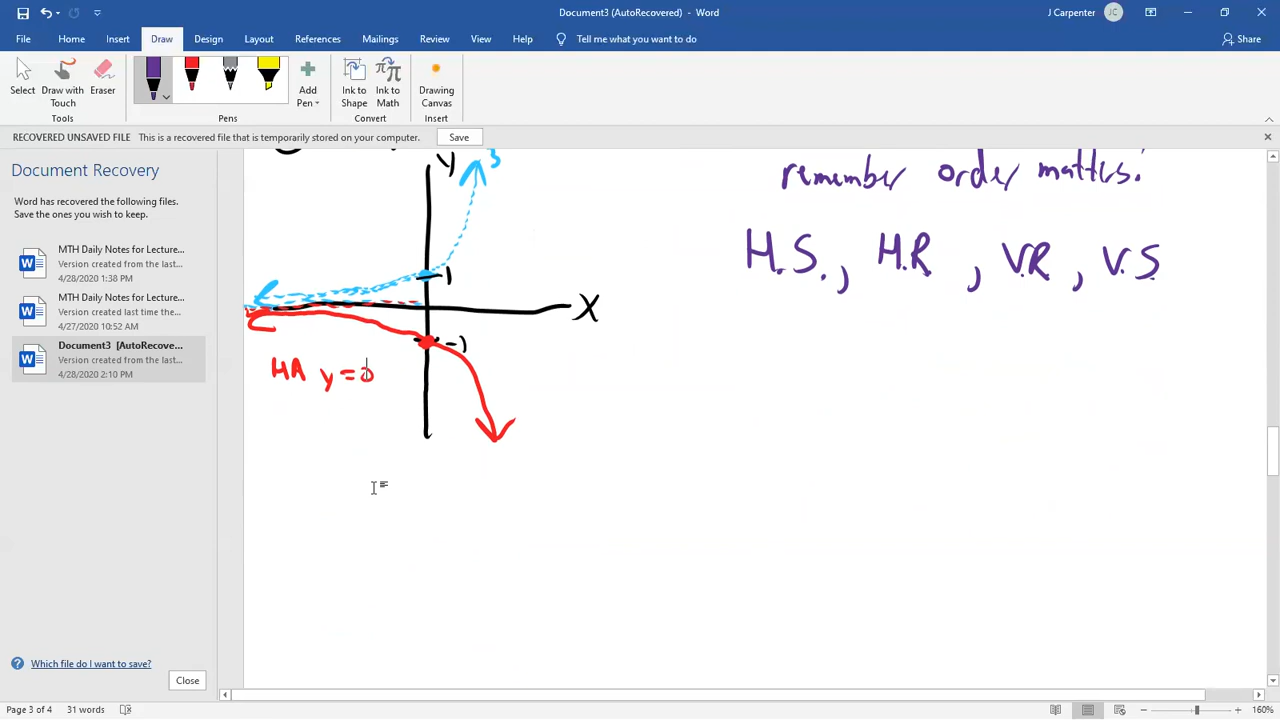 Document3 (AutoRecovered) - Word
J Carpenter
JC
File Home Insert Draw Design Layout References Mailings Review View Help Tell me what you want to do
Share
Select
Draw with Touch
Eraser
Add Pen
Ink to Shape
Ink to Math
Drawing Canvas
Tools Pens Convert Insert
RECOVERED UNSAVED FILE This is a recovered file that is temporarily stored on your computer. Save
Document Recovery
Word has recovered the following files.
Save the ones you wish to keep.
MTH Daily Notes for Lecture...
Version created from the last...
4/28/2020 1:38 PM
MTH Daily Notes for Lecture...
Version created last time the...
4/27/2020 10:52 AM
Document3 [AutoRecove...
Version created from the last...
4/28/2020 2:10 PM
Which file do I want to save?
Close
y
1
X
-1
HA y=0
remember order matters!
H.S., H.R, V.R, V.S
Page 3 of 4 31 words
160%